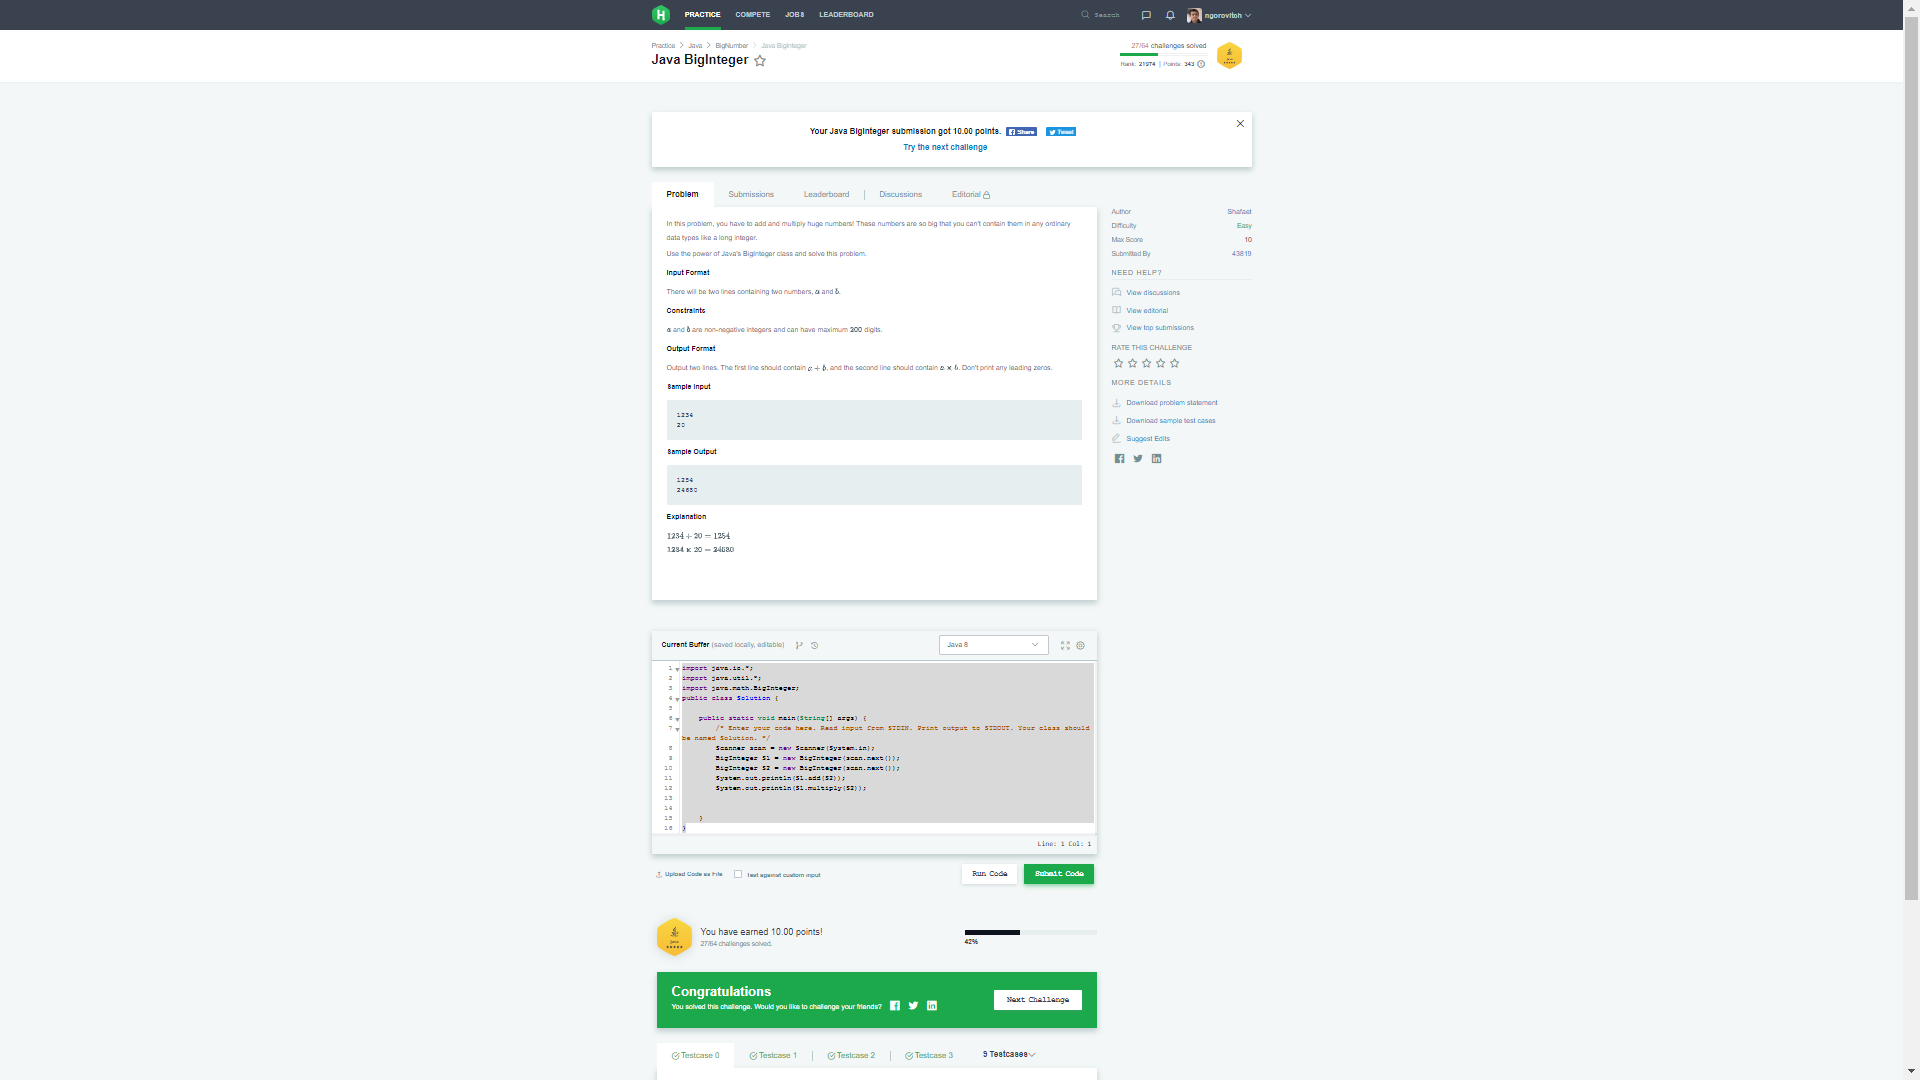 PRACTICE COMPETE JOBS LEADERBOARD Search ngorovitch
Practice Java BigNumber Java BigInteger
Java BigInteger
27/64 challenges solved
Rank: 21974 | Points: 343
Your Java BigInteger submission got 10.00 points. Share Tweet
Try the next challenge
Problem Submissions Leaderboard Discussions Editorial
In this problem, you have to add and multiply huge numbers! These numbers are so big that you can't contain them in any ordinary
data types like a long integer.
Use the power of Java's BigInteger class and solve this problem.
Input Format
There will be two lines containing two numbers, a and b.
Constraints
a and b are non-negative integers and can have maximum 200 digits.
Output Format
Output two lines. The first line should contain a + b, and the second line should contain a × b. Don't print any leading zeros.
Sample Input
1234
20
Sample Output
1254
24680
Explanation
1234 + 20 = 1254
1234 × 20 = 24680
Author Shafaet
Difficulty Easy
Max Score 10
Submitted By 43819
NEED HELP?
View discussions
View editorial
View top submissions
RATE THIS CHALLENGE
MORE DETAILS
Download problem statement
Download sample test cases
Suggest Edits
Current Buffer (saved locally, editable) Java 8
1 import java.io.*;
2 import java.util.*;
3 import java.math.BigInteger;
4 public class Solution {
5
6 public static void main(String[] args) {
7 /* Enter your code here. Read input from STDIN. Print output to STDOUT. Your class should
be named Solution. */
8 Scanner scan = new Scanner(System.in);
9 BigInteger S1 = new BigInteger(scan.next());
10 BigInteger S2 = new BigInteger(scan.next());
11 System.out.println(S1.add(S2));
12 System.out.println(S1.multiply(S2));
13
14
15 }
16 }
Line: 1 Col: 1
Upload Code as File Test against custom input Run Code Submit Code
You have earned 10.00 points!
27/64 challenges solved.
42%
Congratulations
You solved this challenge. Would you like to challenge your friends?
Next Challenge
Testcase 0 Testcase 1 Testcase 2 Testcase 3 9 Testcases